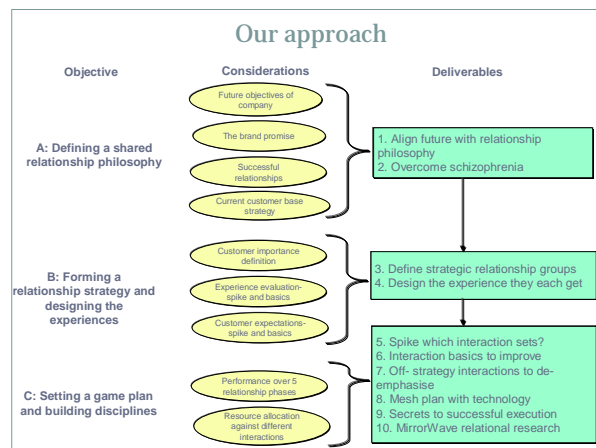 Our approach
Objective
Considerations
Deliverables
A: Defining a shared
relationship philosophy
Future objectives of
company
The brand promise
Successful
relationships
Current customer base
strategy
1. Align future with relationship
philosophy
2. Overcome schizophrenia
B: Forming a
relationship strategy and
designing the
experiences
Customer importance
definition
Experience evaluation-
spike and basics
Customer expectations-
spike and basics
3. Define strategic relationship groups
4. Design the experience they each get
C: Setting a game plan
and building disciplines
Performance over 5
relationship phases
Resource allocation
against different
interactions
5. Spike which interaction sets?
6. Interaction basics to improve
7. Off- strategy interactions to de-
emphasise
8. Mesh plan with technology
9. Secrets to successful execution
10. MirrorWave relational research